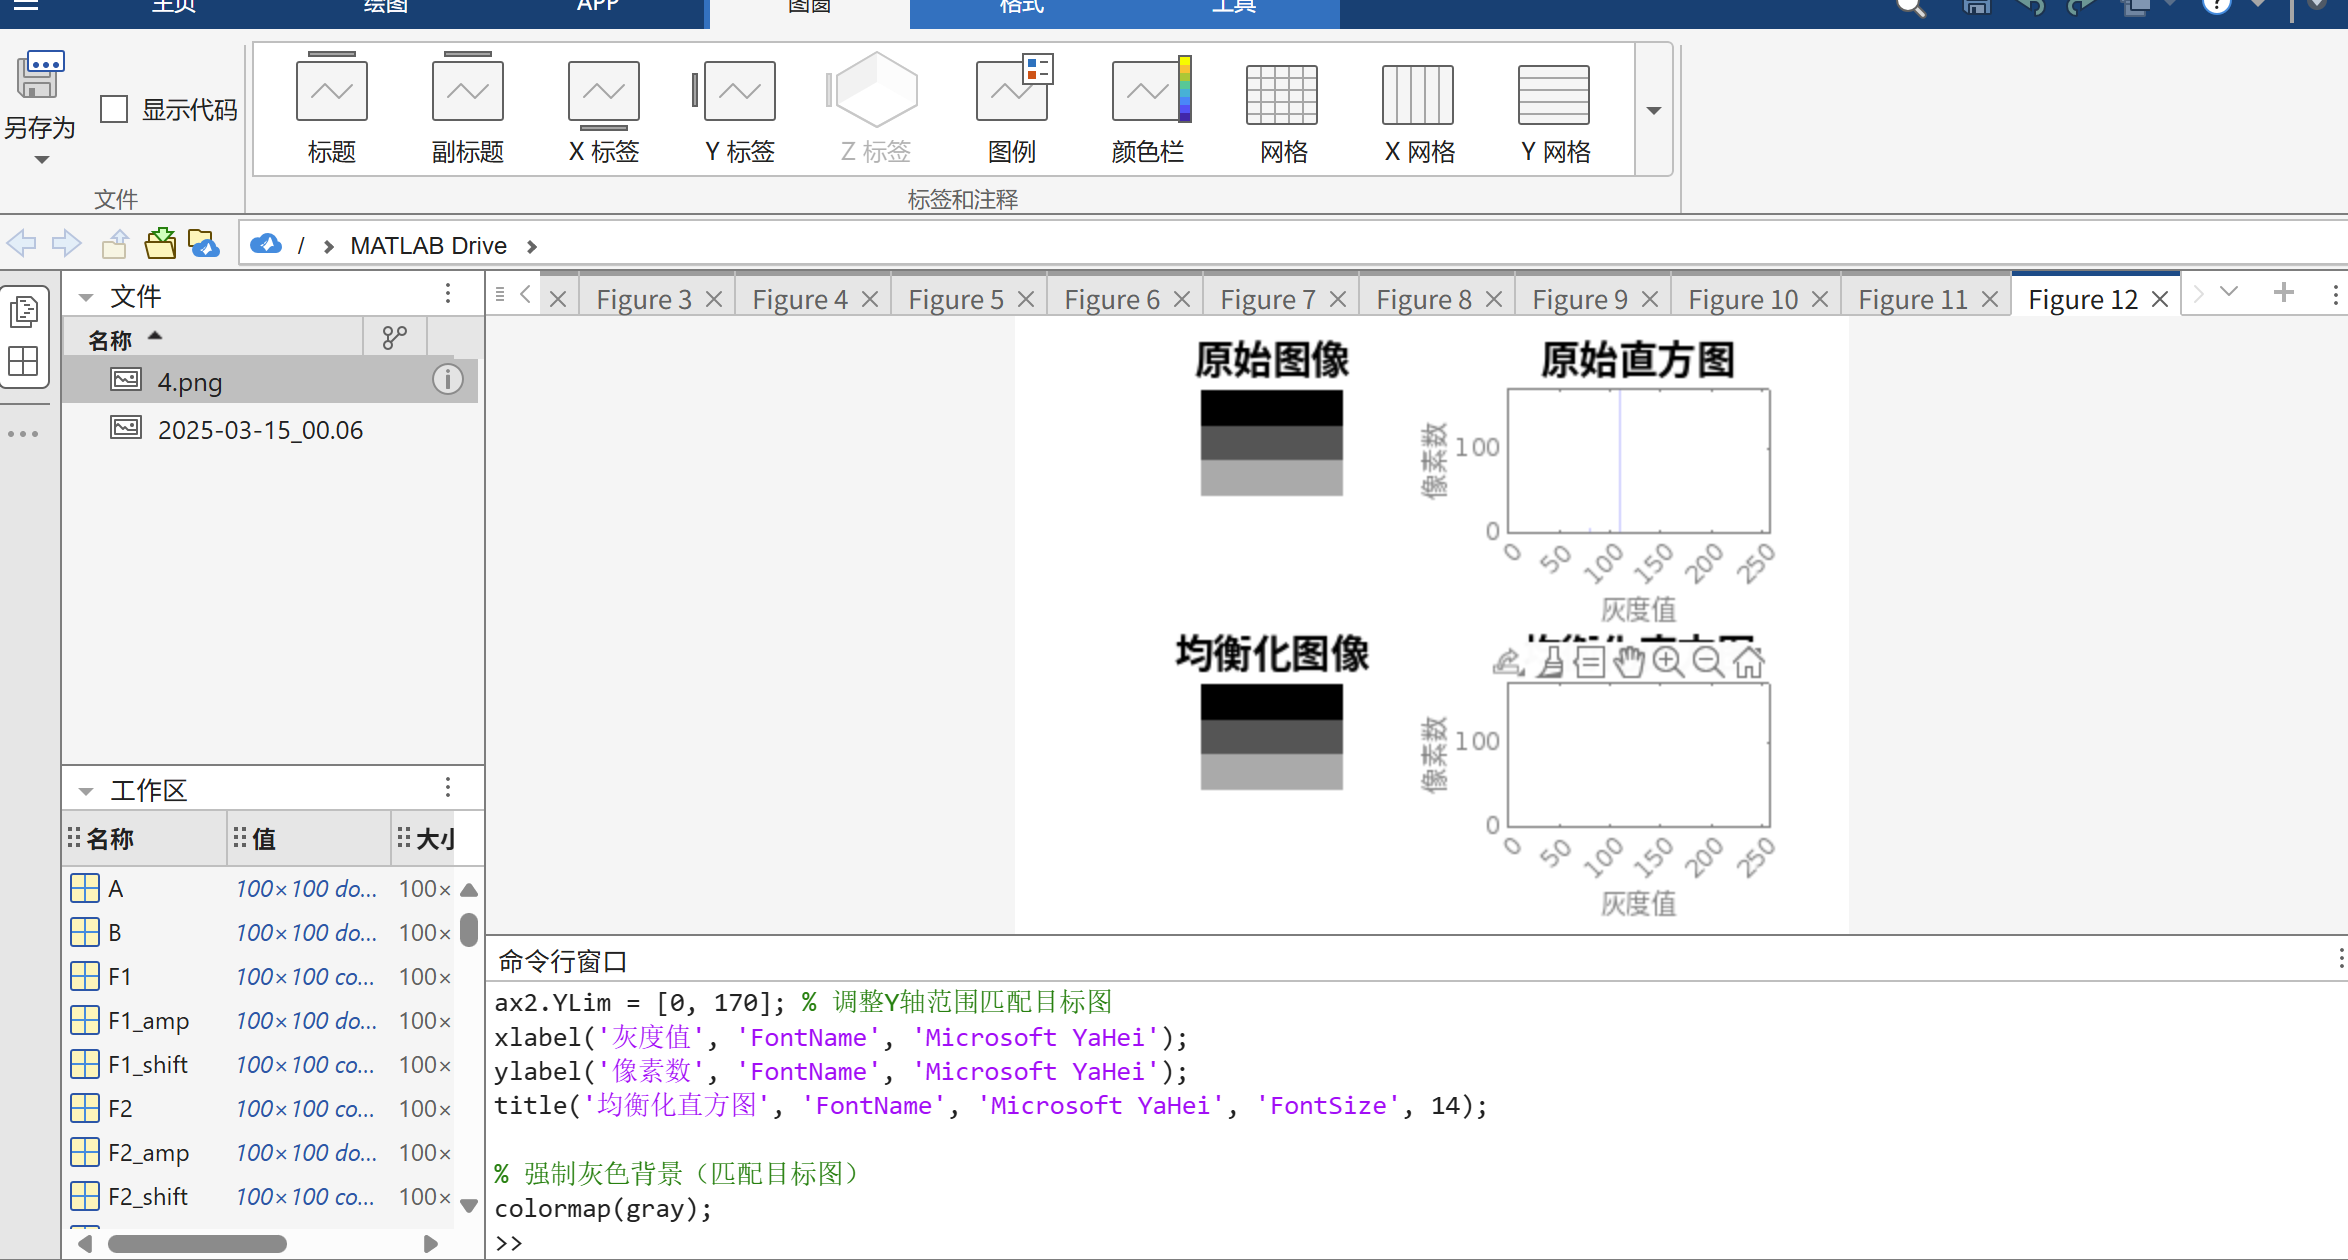 主页 绘图 APP 图窗 格式 工具
另存为
显示代码
标题 副标题 X 标签 Y 标签 Z 标签 图例 颜色栏 网格 X 网格 Y 网格
文件 标签和注释
/ MATLAB Drive
文件
名称
4.png
2025-03-15_00.06
Figure 3 Figure 4 Figure 5 Figure 6 Figure 7 Figure 8 Figure 9 Figure 10 Figure 11 Figure 12
原始图像
原始直方图
像素数
100
0
0 50 100 150 200 250
灰度值
均衡化图像
均衡化直方图
像素数
100
0
0 50 100 150 200 250
灰度值
工作区
名称 值 大小
A 100×100 do... 100×
B 100×100 do... 100×
F1 100×100 co... 100×
F1_amp 100×100 do... 100×
F1_shift 100×100 co... 100×
F2 100×100 co... 100×
F2_amp 100×100 do... 100×
F2_shift 100×100 co... 100×
命令行窗口
ax2.YLim = [0, 170]; % 调整Y轴范围匹配目标图
xlabel('灰度值', 'FontName', 'Microsoft YaHei');
ylabel('像素数', 'FontName', 'Microsoft YaHei');
title('均衡化直方图', 'FontName', 'Microsoft YaHei', 'FontSize', 14);
% 强制灰色背景（匹配目标图）
colormap(gray);
>>